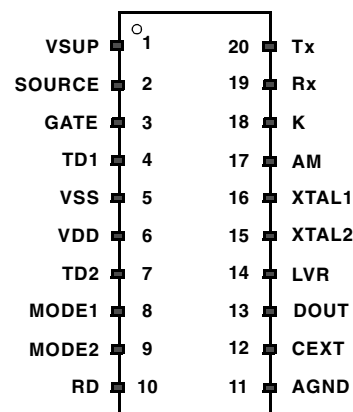 VSUP 1 20 Tx
SOURCE 2 19 Rx
GATE 3 18 K
TD1 4 17 AM
VSS 5 16 XTAL1
VDD 6 15 XTAL2
TD2 7 14 LVR
MODE1 8 13 DOUT
MODE2 9 12 CEXT
RD 10 11 AGND